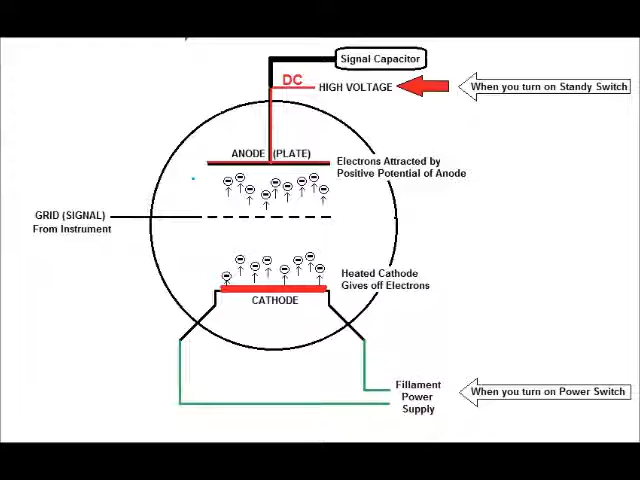 Signal Capacitor
DC
HIGH VOLTAGE
When you turn on Standy Switch
ANODE (PLATE)
Electrons Attracted by
Positive Potential of Anode
GRID (SIGNAL)
From Instrument
Heated Cathode
Gives off Electrons
CATHODE
Fillament
Power
Supply
When you turn on Power Switch